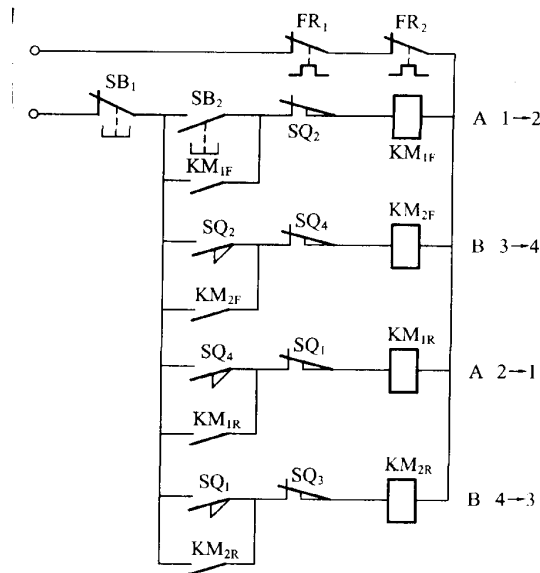 FR₁ FR₂
SB₁ SB₂ SQ₂ KM₁F A 1→2
KM₁F
SQ₂ SQ₄ KM₂F B 3→4
KM₂F
SQ₄ SQ₁ KM₁R A 2→1
KM₁R
SQ₁ SQ₃ KM₂R B 4→3
KM₂R